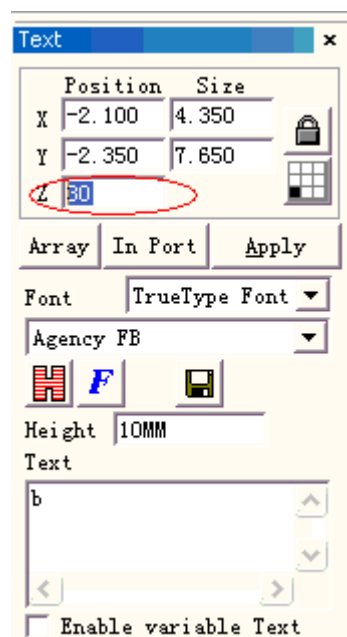 Text
Position Size
X -2.100 4.350
Y -2.350 7.650
Z 30
Array In Port Apply
Font TrueType Font
Agency FB
H F
Height 10MM
Text
b
Enable variable Text